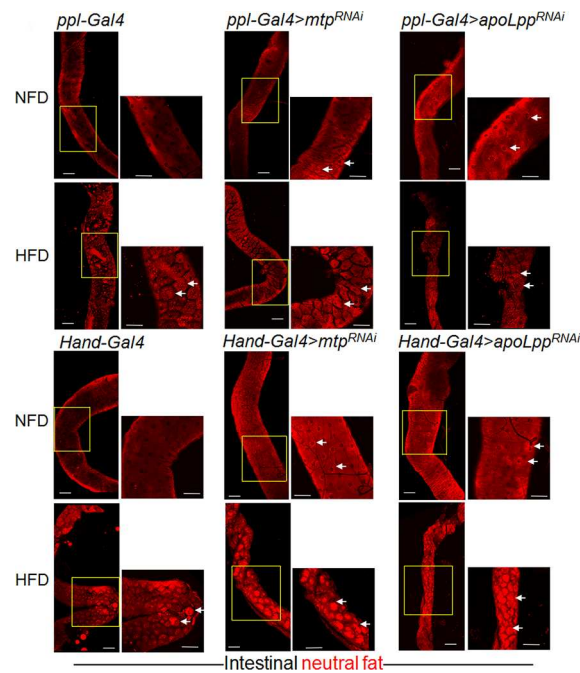 ppl-Gal4 ppl-Gal4>mtpRNAi ppl-Gal4>apoLppRNAi
NFD
HFD
Hand-Gal4 Hand-Gal4>mtpRNAi Hand-Gal4>apoLppRNAi
NFD
HFD
Intestinal neutral fat